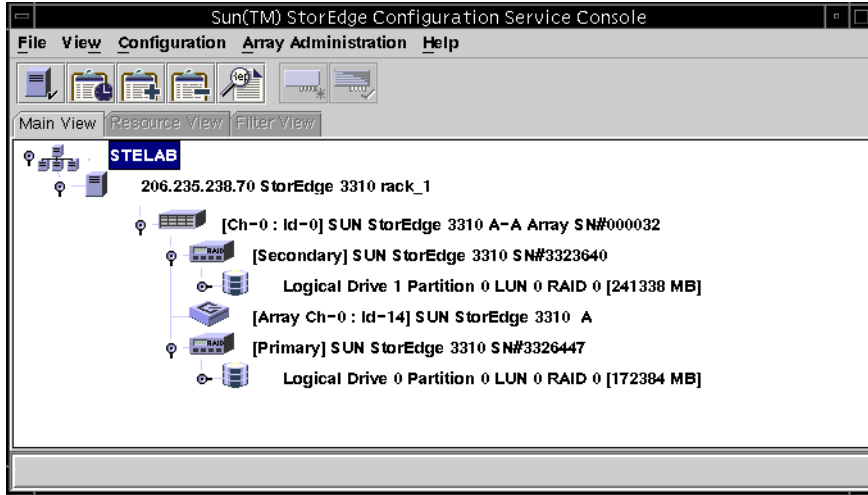 Sun(TM) StorEdge Configuration Service Console
File View Configuration Array Administration Help
Rep
Main View Resource View Filter View
STELAB
206.235.238.70 StorEdge 3310 rack_1
[Ch-0 : Id-0] SUN StorEdge 3310 A-A Array SN#000032
RAID [Secondary] SUN StorEdge 3310 SN#3323640
Logical Drive 1 Partition 0 LUN 0 RAID 0 [241338 MB]
[Array Ch-0 : Id-14] SUN StorEdge 3310 A
RAID [Primary] SUN StorEdge 3310 SN#3326447
Logical Drive 0 Partition 0 LUN 0 RAID 0 [172384 MB]